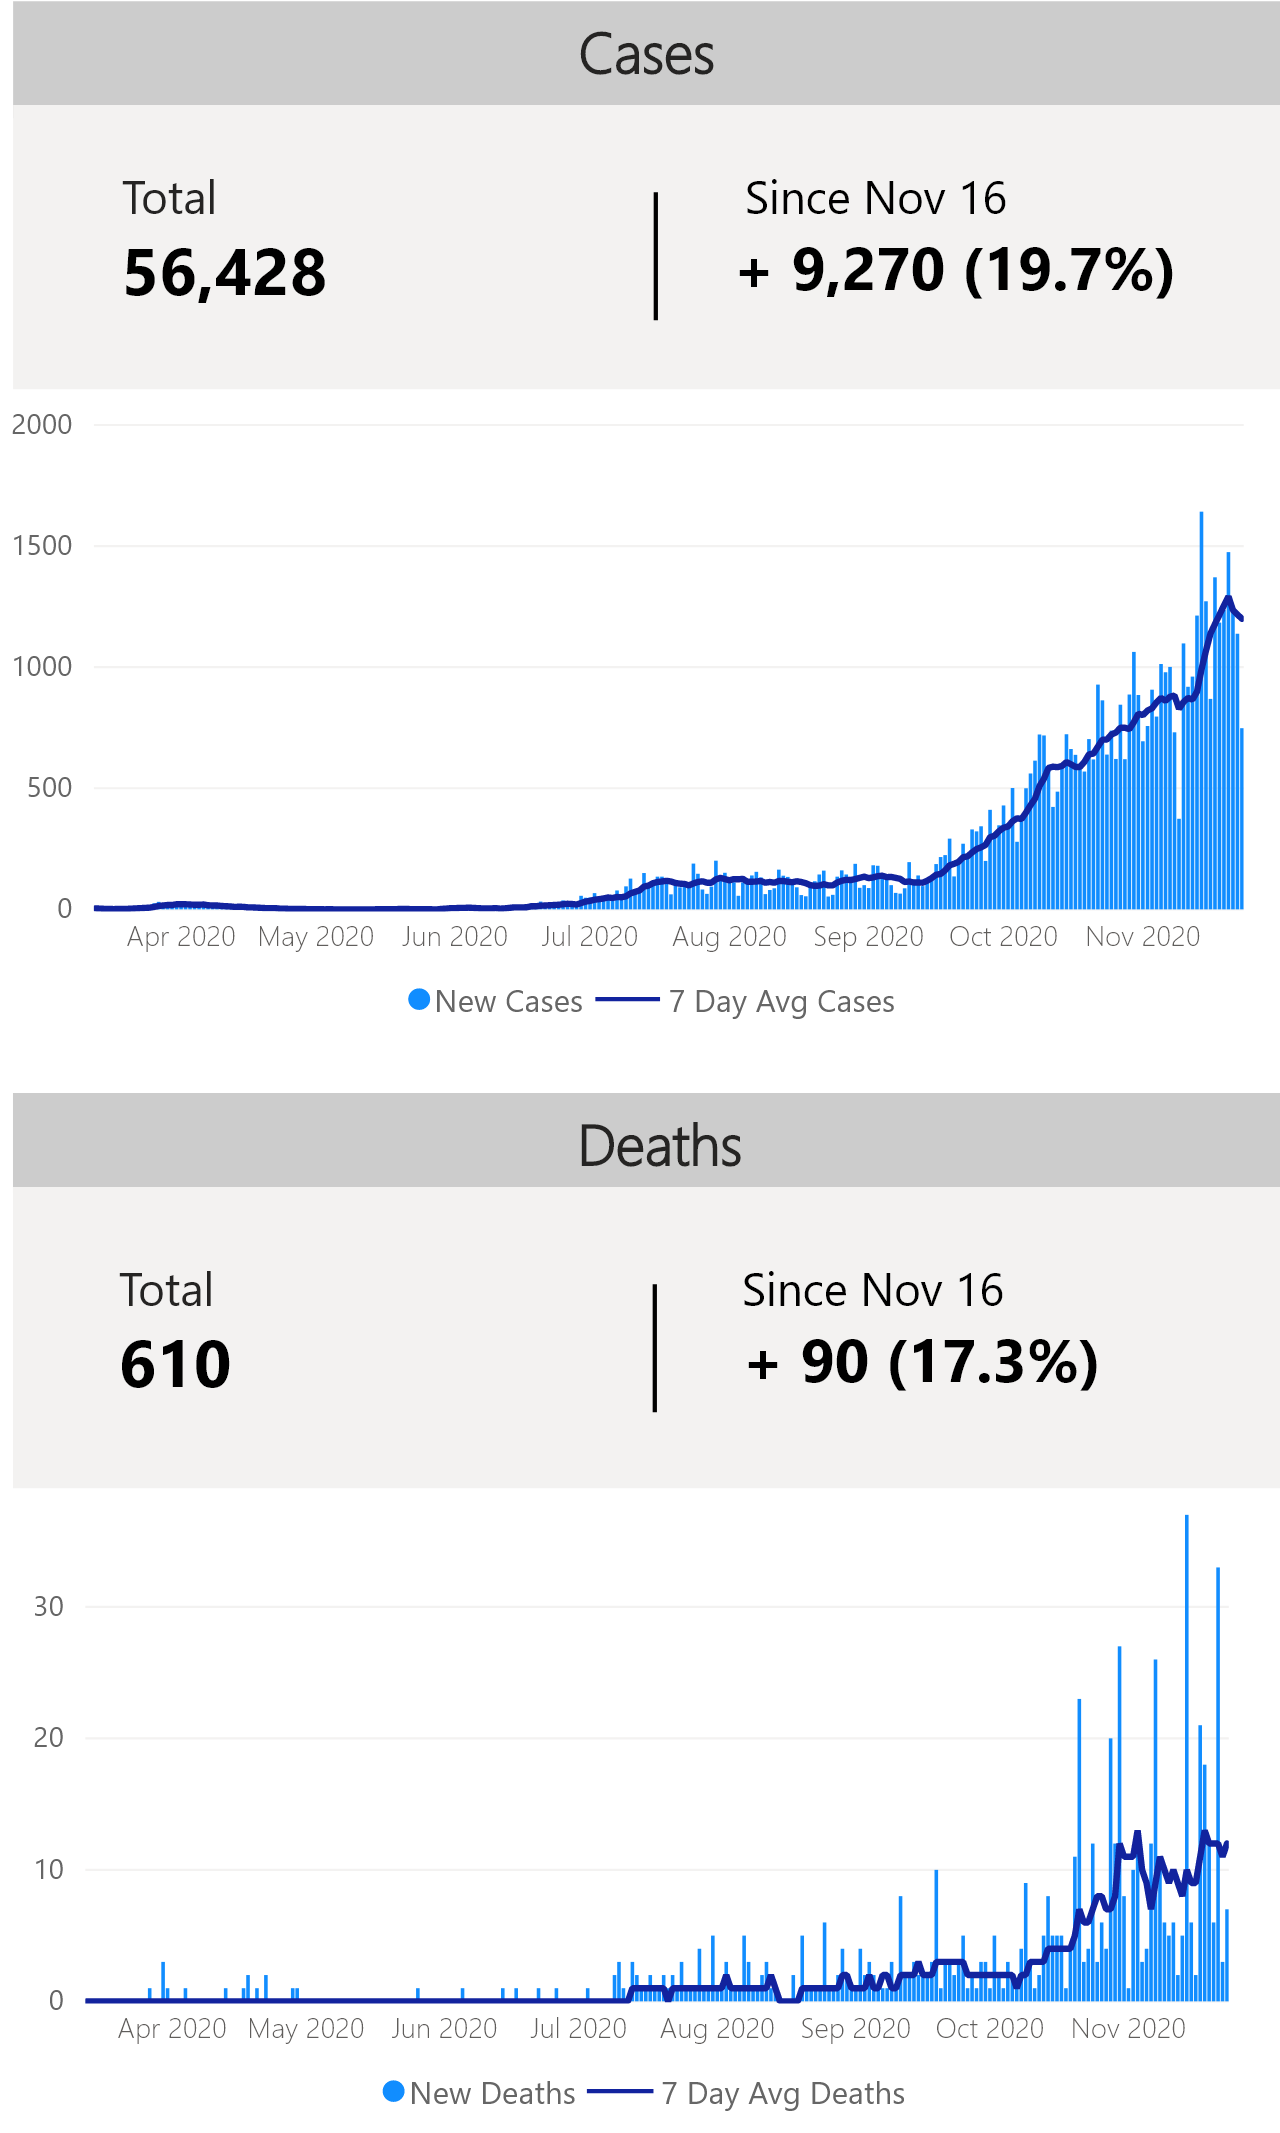 Cases
Total
Since Nov 16
56,428
+ 9,270 (19.7%)
2000
1500
1000
500
0
Apr 2020 May 2020 Jun 2020 Jul 2020 Aug 2020 Sep 2020 Oct 2020 Nov 2020
New Cases 7 Day Avg Cases
Deaths
Total
Since Nov 16
610
+ 90 (17.3%)
30
20
10
0
Apr 2020 May 2020 Jun 2020 Jul 2020 Aug 2020 Sep 2020 Oct 2020 Nov 2020
New Deaths 7 Day Avg Deaths